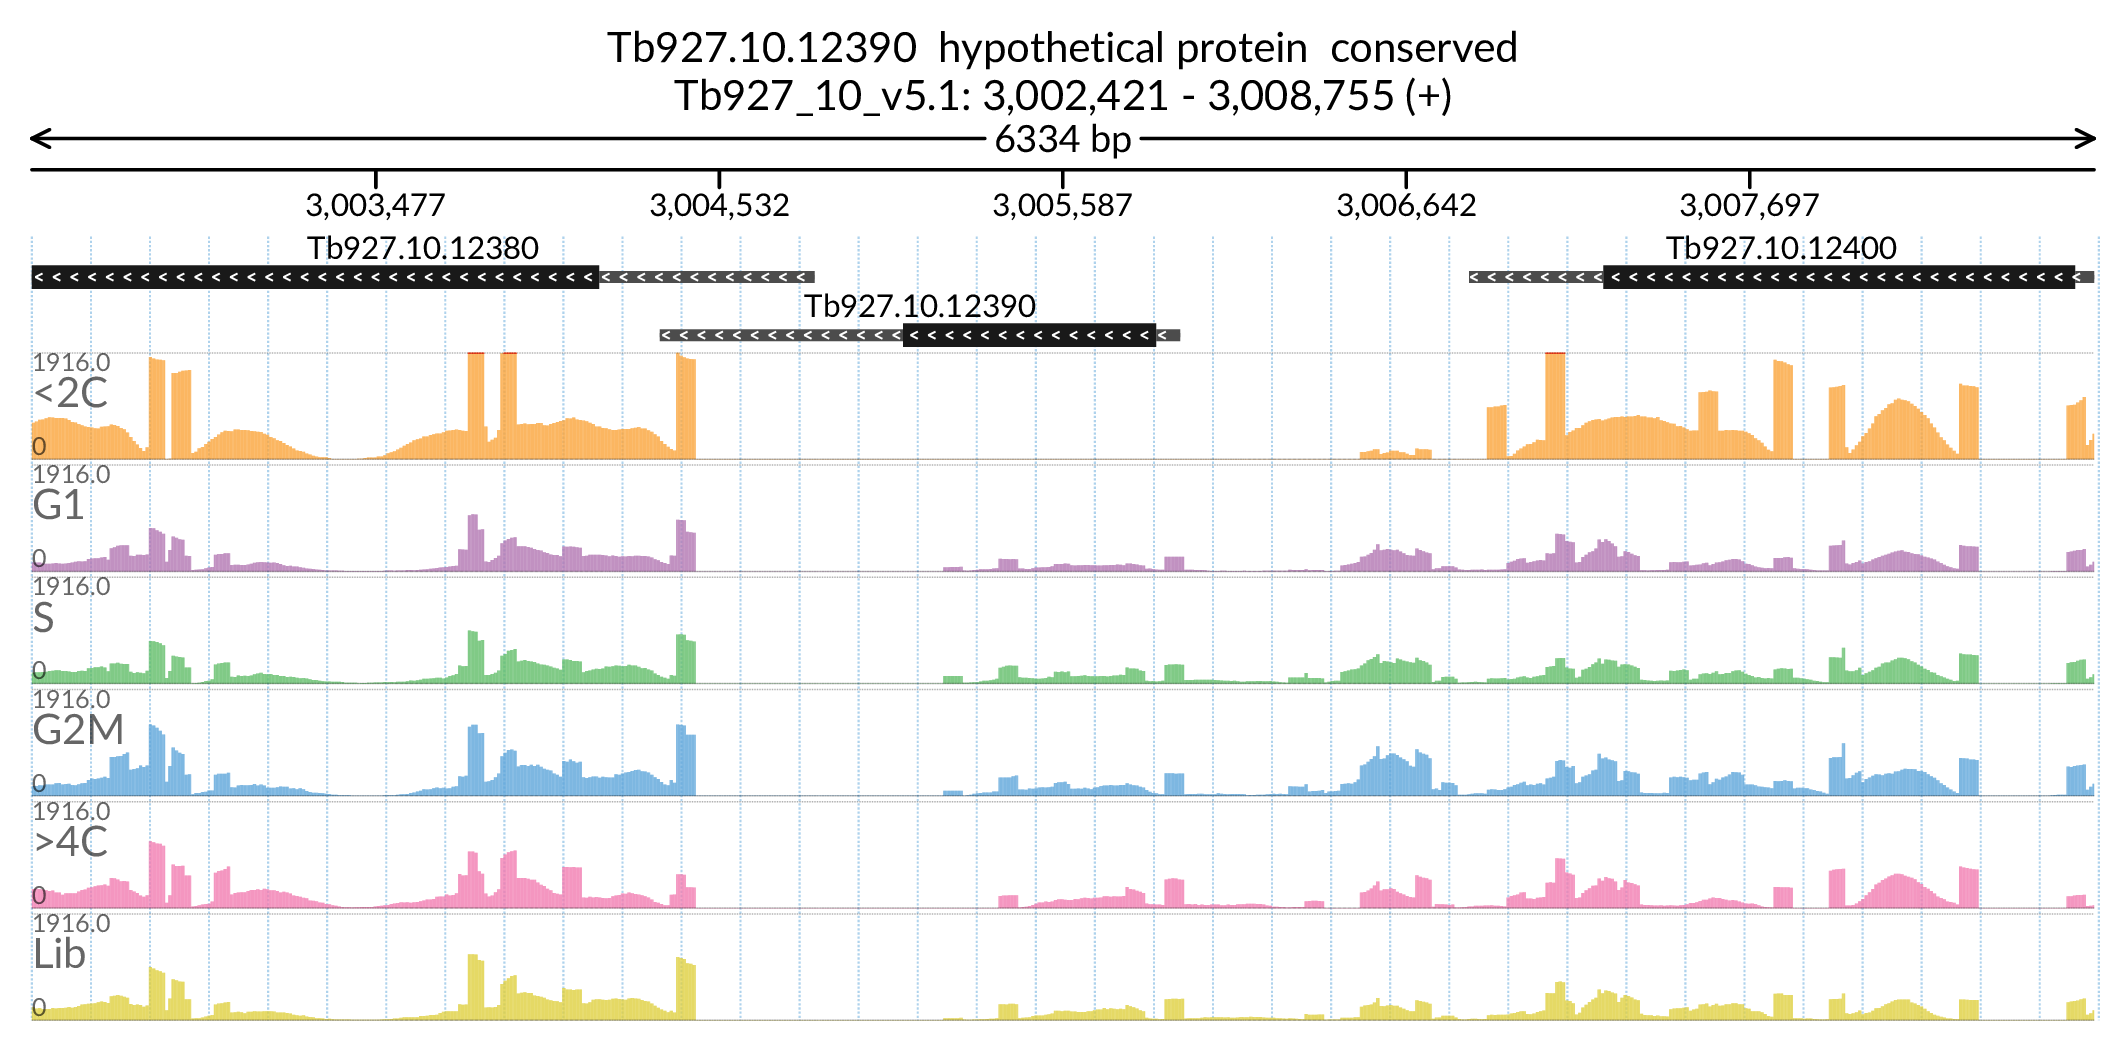 Tb927.10.12390  hypothetical protein  conserved
Tb927_10_v5.1: 3,002,421 - 3,008,755 (+)
6334 bp
3,003,477 3,004,532 3,005,587 3,006,642 3,007,697
Tb927.10.12380 Tb927.10.12400
Tb927.10.12390
1916.0
<2C
0
1916.0
G1
0
1916.0
S
0
1916.0
G2M
0
1916.0
>4C
0
1916.0
Lib
0